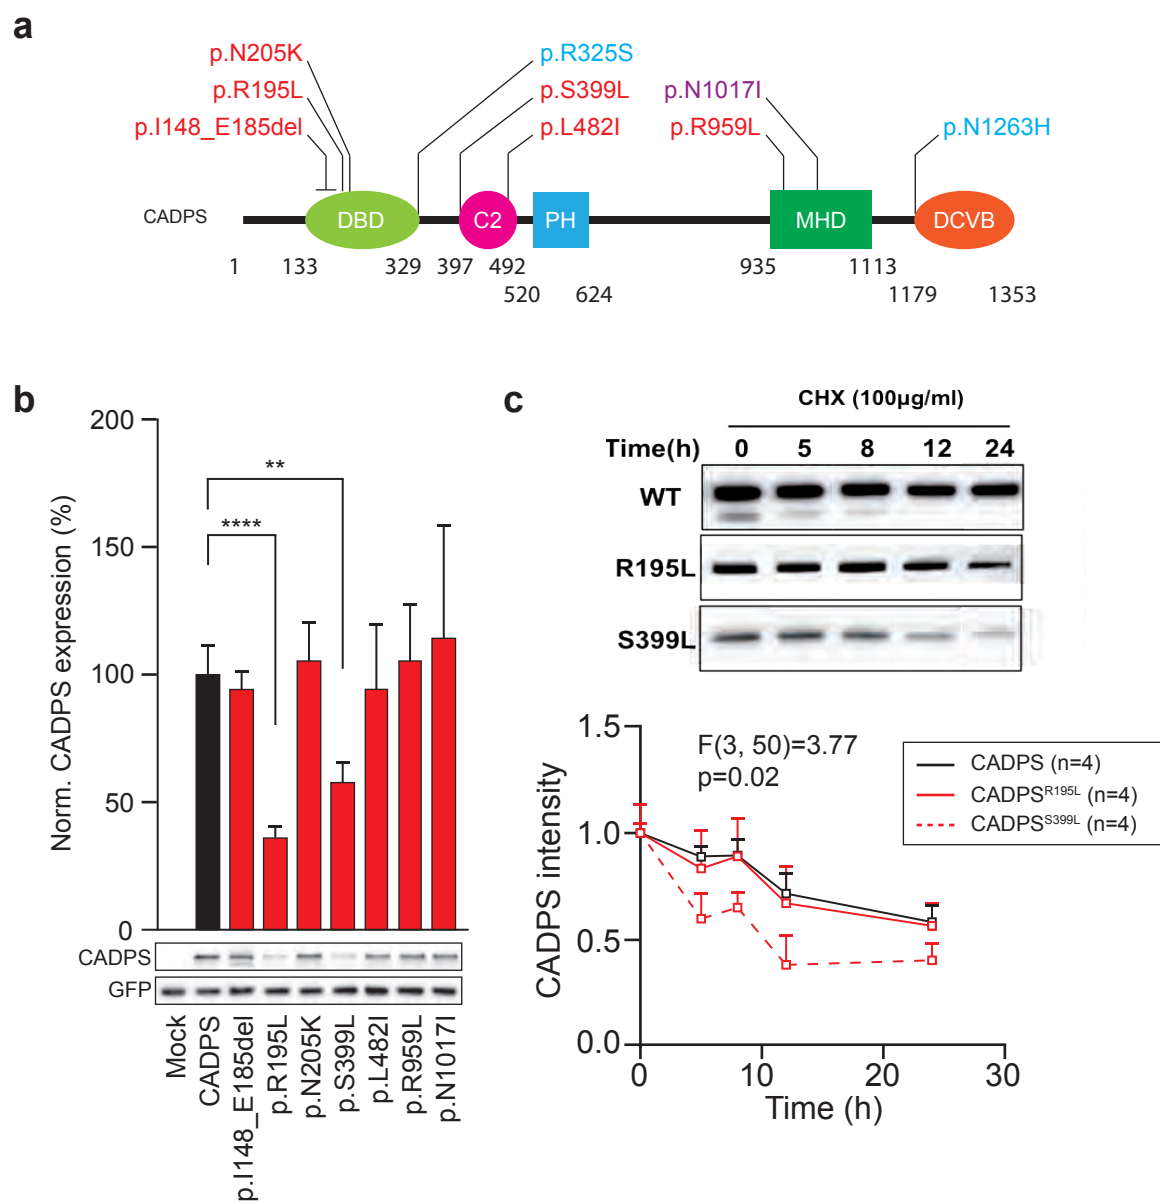 a
p.N205K
p.R195L
p.I148_E185del
p.R325S
p.S399L
p.L482I
p.N1017I
p.R959L
p.N1263H
CADPS
DBD
C2
PH
MHD
DCVB
1 133 329 397 492 935 1113
520 624 1179 1353
b
Norm. CADPS expression (%)
200
150
100
50
0
**
****
CADPS
GFP
Mock
CADPS
p.I148_E185del
p.R195L
p.N205K
p.S399L
p.L482I
p.R959L
p.N1017I
c
CHX (100µg/ml)
Time(h) 0 5 8 12 24
WT
R195L
S399L
CADPS intensity
1.5
1.0
0.5
0.0
F(3, 50)=3.77
p=0.02
CADPS (n=4)
CADPSR195L (n=4)
CADPSS399L (n=4)
0 10 20 30
Time (h)